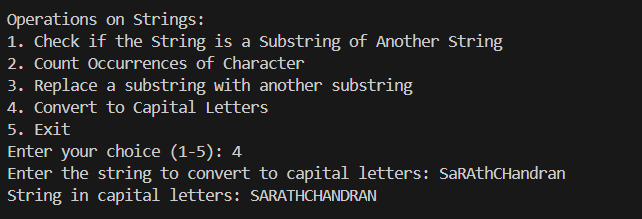 Operations on Strings:
1. Check if the String is a Substring of Another String
2. Count Occurrences of Character
3. Replace a substring with another substring
4. Convert to Capital Letters
5. Exit
Enter your choice (1-5): 4
Enter the string to convert to capital letters: SaRAthCHandran
String in capital letters: SARATHCHANDRAN